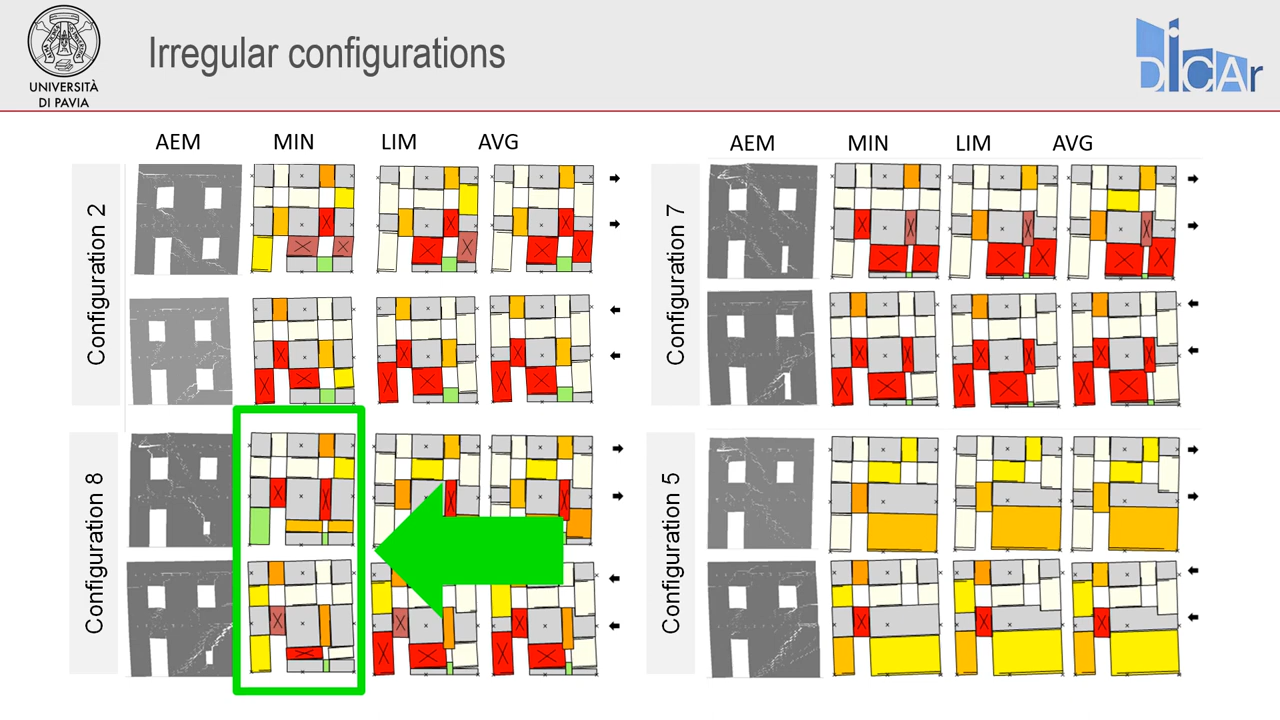 Irregular configurations
UNIVERSITÀ
DI PAVIA
DICAr
AEM MIN LIM AVG
AEM MIN LIM AVG
Configuration 2
Configuration 7
Configuration 8
Configuration 5